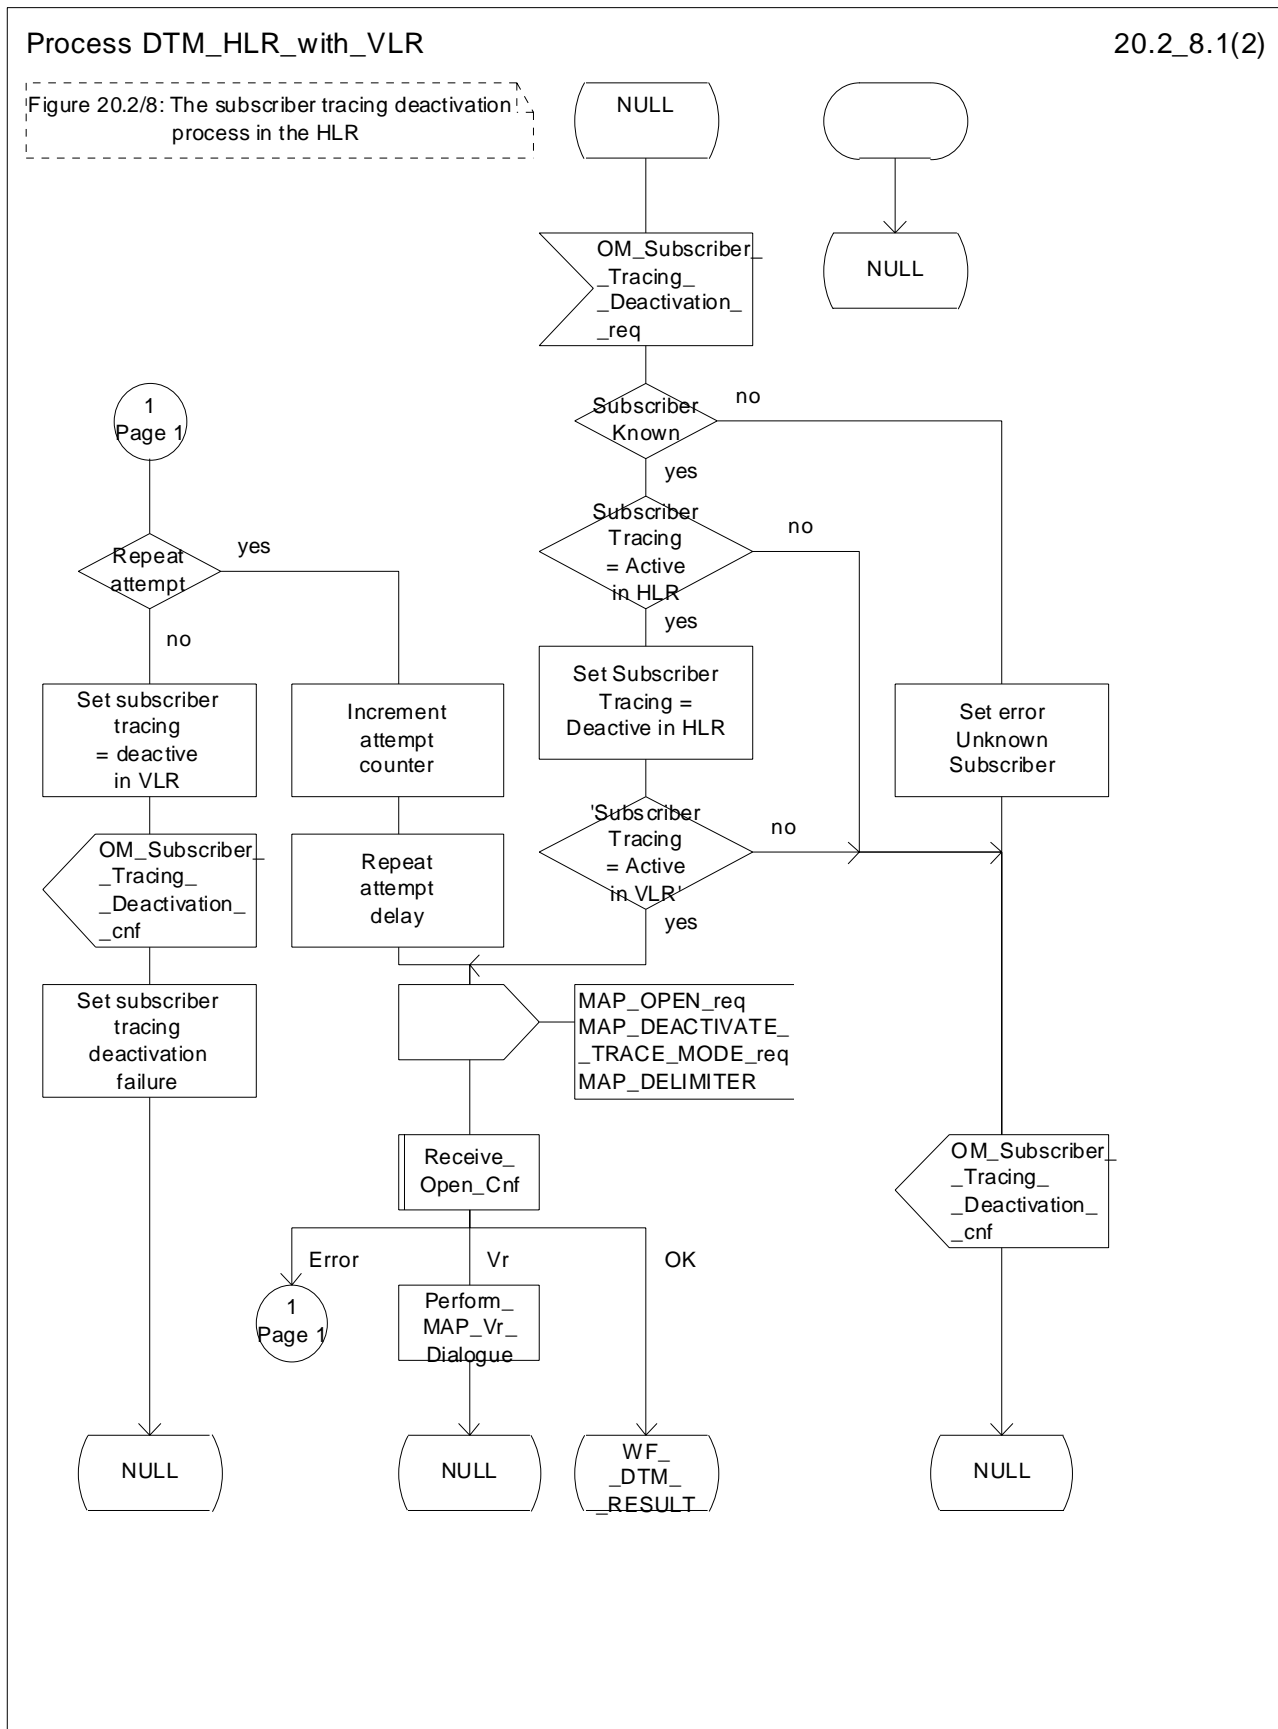 Process DTM_HLR_with_VLR
20.2_8.1(2)
Figure 20.2/8: The subscriber tracing deactivation
process in the HLR
NULL
NULL
OM_Subscriber_
_Tracing_
_Deactivation_
_req
1
Page 1
Subscriber
Known
no
yes
Subscriber
Tracing
= Active
in HLR
no
yes
Repeat
attempt
yes
no
Set subscriber
tracing
= deactive
in VLR
Increment
attempt
counter
Set Subscriber
Tracing =
Deactive in HLR
Set error
Unknown
Subscriber
'Subscriber
Tracing
= Active
in VLR'
no
yes
OM_Subscriber_
_Tracing_
_Deactivation_
_cnf
Repeat
attempt
delay
Set subscriber
tracing
deactivation
failure
MAP_OPEN_req
MAP_DEACTIVATE_
_TRACE_MODE_req
MAP_DELIMITER
Receive_
_Open_Cnf
OM_Subscriber_
_Tracing_
_Deactivation_
_cnf
Error
Vr
OK
1
Page 1
Perform_
_MAP_Vr_
_Dialogue
NULL
NULL
WF_
_DTM_
_RESULT
NULL